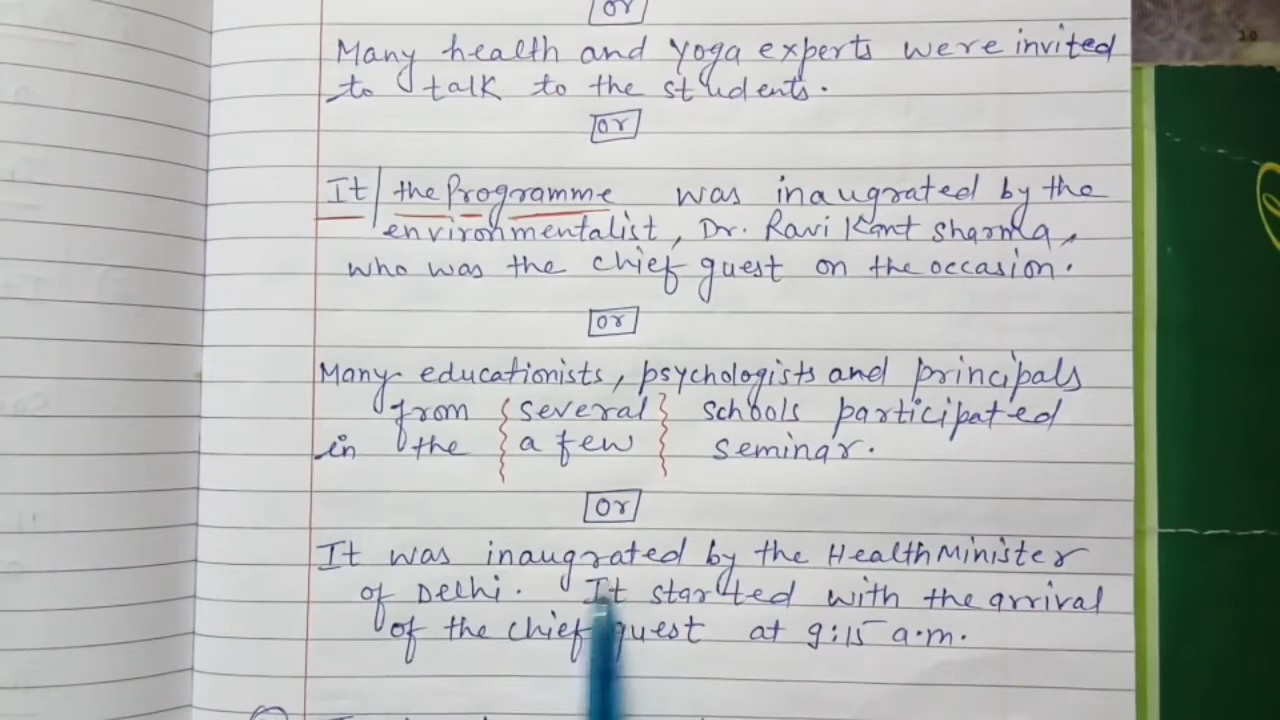 or
Many health and yoga experts were invited
to talk to the students.
or
It/the Programme was inaugrated by the
environmentalist, Dr. Ravi Kant Sharma,
who was the chief guest on the occasion.
or
Many educationists, psychologists and principals
from { several } schools participated
in the { a few } seminar.
or
It was inaugrated by the Health Minister
of Delhi. It started with the arrival
of the chief guest at 9:15 a.m.